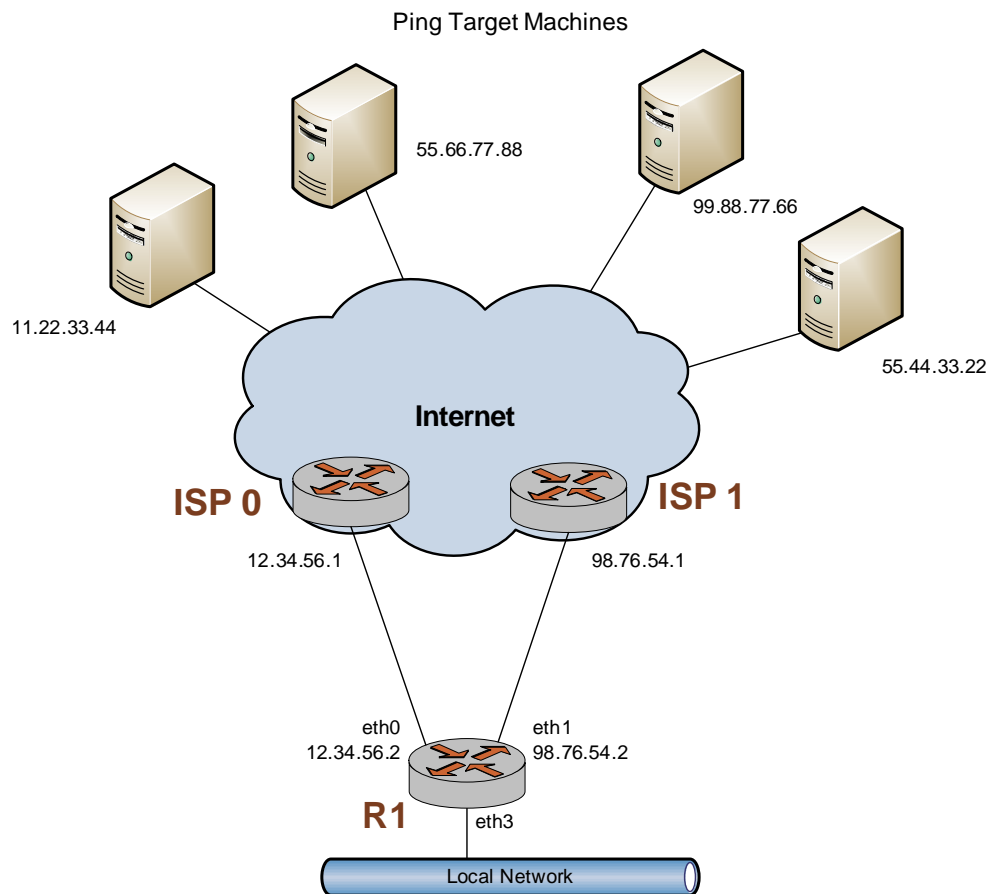 Ping Target Machines
55.66.77.88
99.88.77.66
11.22.33.44
55.44.33.22
Internet
ISP 0
ISP 1
12.34.56.1
98.76.54.1
eth0
12.34.56.2
eth1
98.76.54.2
R1
eth3
Local Network